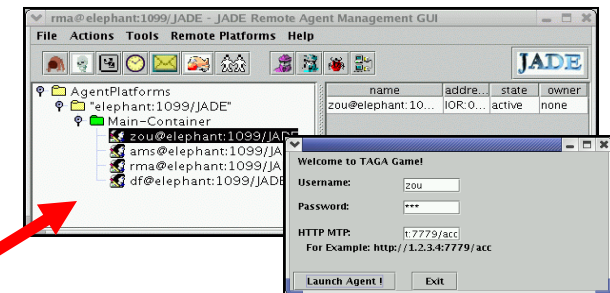 rma@elephant:1099/JADE - JADE Remote Agent Management GUI
File Actions Tools Remote Platforms Help
JADE
AgentPlatforms
"elephant:1099/JADE"
Main-Container
zou@elephant:1099/JADE
ams@elephant:1099/JA
rma@elephant:1099/JA
df@elephant:1099/JADE
name addre... state owner
zou@elephant:10... IOR:0... active none
Welcome to TAGA Game!
Username: zou
Password: ***
HTTP MTP: t:7779/acc
For Example: http://1.2.3.4:7779/acc
Launch Agent ! Exit